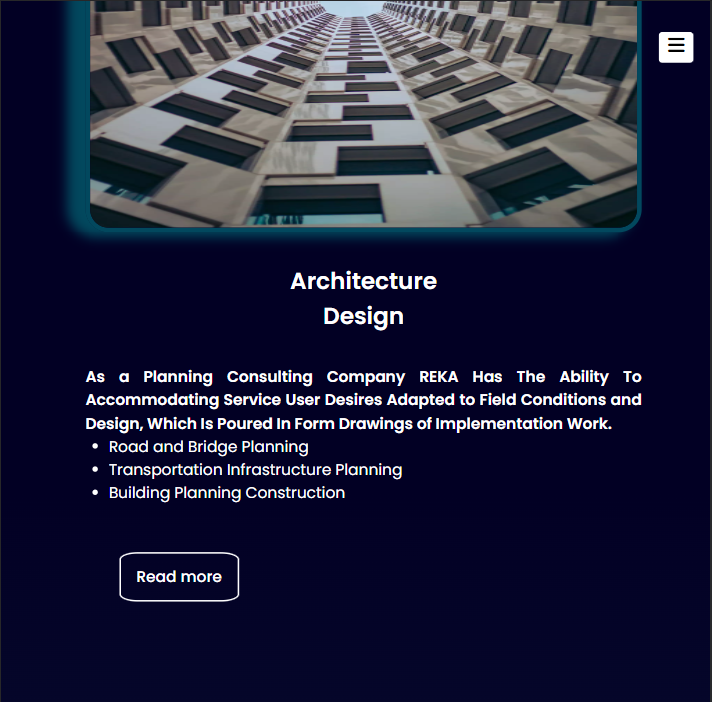 Architecture
Design
As a Planning Consulting Company REKA Has The Ability To
Accommodating Service User Desires Adapted to Field Conditions and
Design, Which Is Poured In Form Drawings of Implementation Work.
• Road and Bridge Planning
• Transportation Infrastructure Planning
• Building Planning Construction
Read more